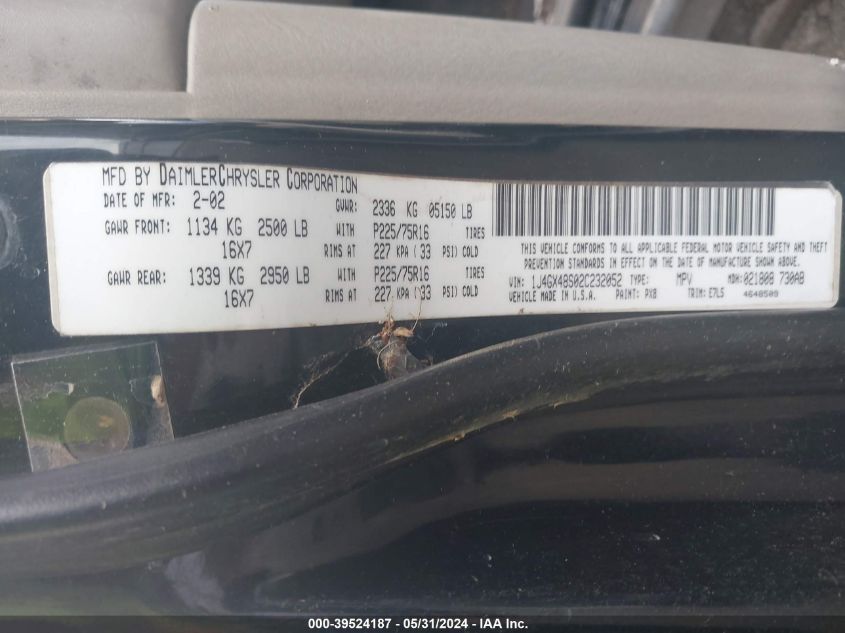 MFD BY DAIMLERCHRYSLER CORPORATION
DATE OF MFR: 2-02 GVWR: 2336 KG 05150 LB
GAWR FRONT: 1134 KG 2500 LB WITH P225/75R16 TIRES
16X7 RIMS AT 227 KPA ( 33 PSI) COLD
GAWR REAR: 1339 KG 2950 LB WITH P225/75R16 TIRES
16X7 RIMS AT 227 KPA ( 33 PSI) COLD
THIS VEHICLE CONFORMS TO ALL APPLICABLE FEDERAL MOTOR VEHICLE SAFETY AND THEFT
PREVENTION STANDARDS IN EFFECT ON THE DATE OF MANUFACTURE SHOWN ABOVE.
VIN: 1J4GX48S02C232052 TYPE: MPV MDH: 021808 730AB
VEHICLE MADE IN U.S.A. PAINT: PXB TRIM: E7L5 4648509
000-39524187 - 05/31/2024 - IAA Inc.